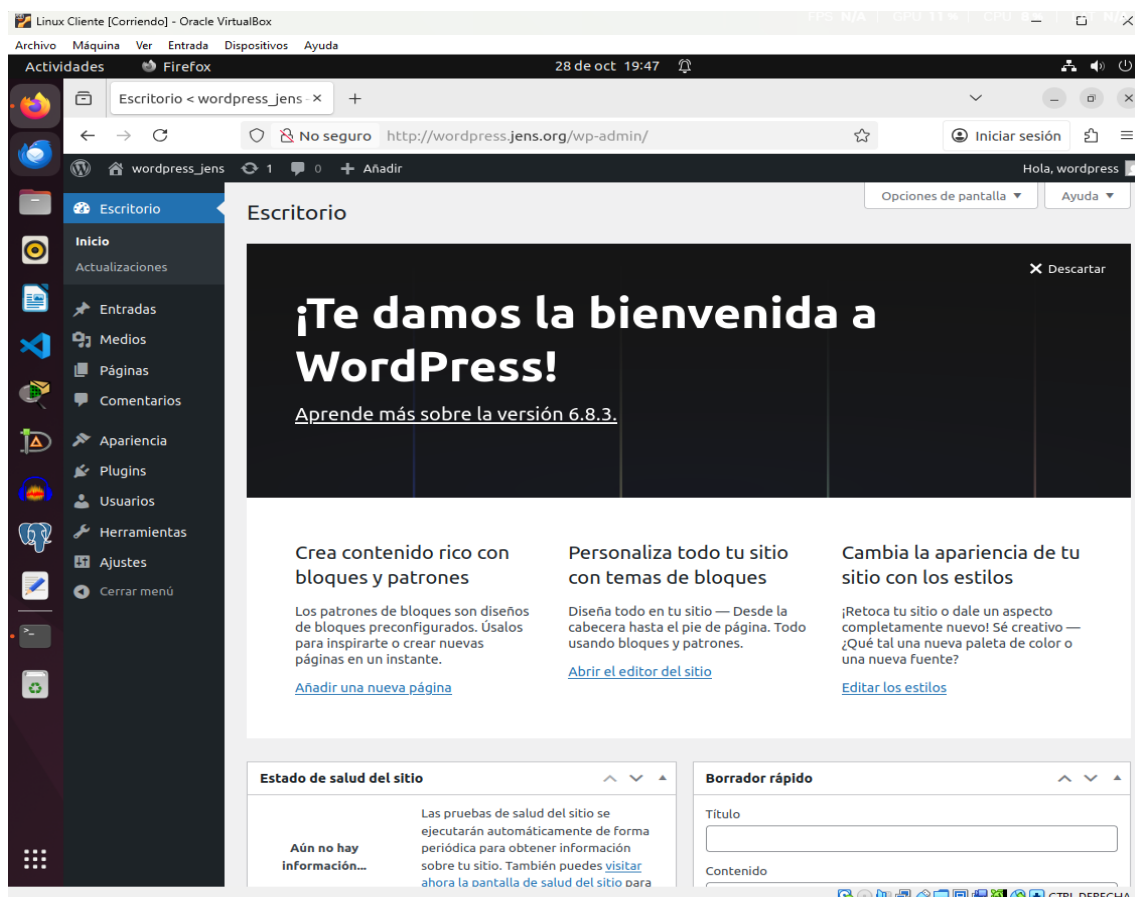 Linux Cliente [Corriendo] - Oracle VirtualBox
FPS N/A | GPU 11% | CPU
Archivo Máquina Ver Entrada Dispositivos Ayuda
Actividades Firefox 28 de oct 19:47
Escritorio < wordpress_jens -
No seguro http://wordpress.jens.org/wp-admin/ Iniciar sesión
wordpress_jens 1 0 Añadir Hola, wordpress
Opciones de pantalla Ayuda
Escritorio
Inicio
Actualizaciones
Entradas
Medios
Páginas
Comentarios
Apariencia
Plugins
Usuarios
Herramientas
Ajustes
Cerrar menú
Escritorio
Descartar
¡Te damos la bienvenida a
WordPress!
Aprende más sobre la versión 6.8.3.
Crea contenido rico con
bloques y patrones
Los patrones de bloques son diseños
de bloques preconfigurados. Úsalos
para inspirarte o crear nuevas
páginas en un instante.
Añadir una nueva página
Personaliza todo tu sitio
con temas de bloques
Diseña todo en tu sitio — Desde la
cabecera hasta el pie de página. Todo
usando bloques y patrones.
Abrir el editor del sitio
Cambia la apariencia de tu
sitio con los estilos
¡Retoca tu sitio o dale un aspecto
completamente nuevo! Sé creativo —
¿Qué tal una nueva paleta de color o
una nueva fuente?
Editar los estilos
Estado de salud del sitio
Aún no hay
información...
Las pruebas de salud del sitio se
ejecutarán automáticamente de forma
periódica para obtener información
sobre tu sitio. También puedes visitar
ahora la pantalla de salud del sitio para
Borrador rápido
Título
Contenido
CTRL DERECHA